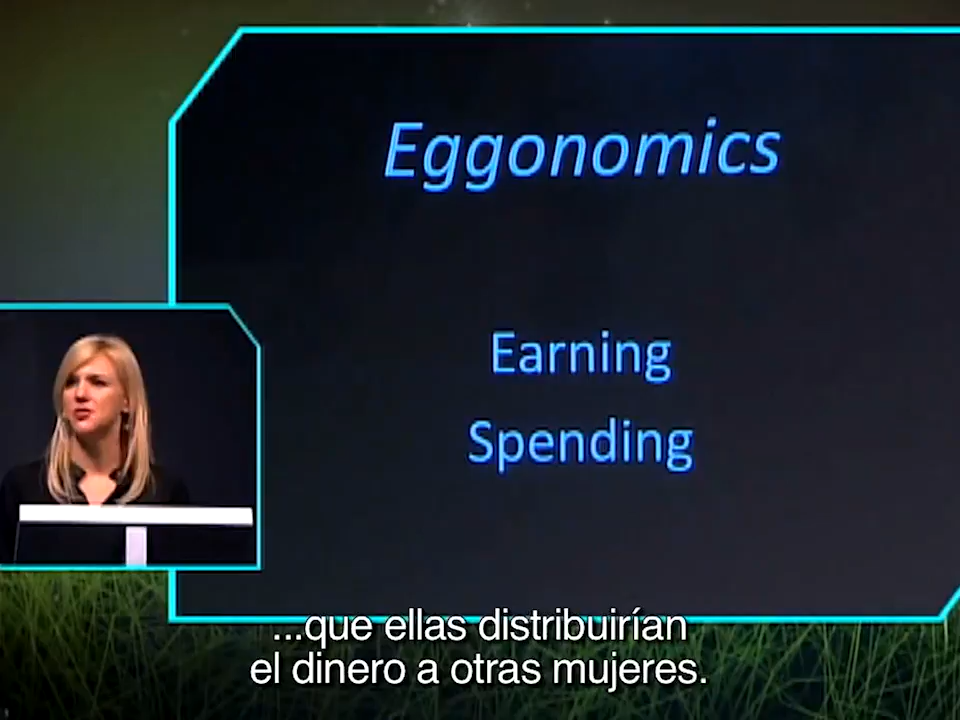 Eggonomics
Earning
Spending
...que ellas distribuirían
el dinero a otras mujeres.